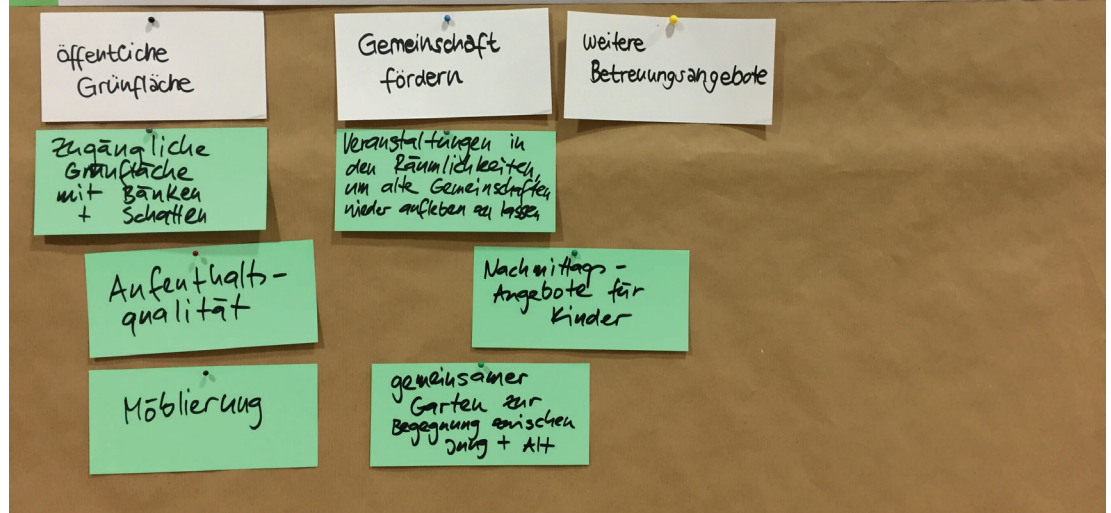 öffentliche
Grünfläche
Gemeinschaft
fördern
weitere
Betreuungsangebote
Zugängliche
Grünfläche
mit Bänken
+ Schatten
Veranstaltungen in
den Räumlichkeiten,
um alte Gemeinschaften
wieder aufleben zu lassen
Aufenthalts-
qualität
Nachmittags-
Angebote für
Kinder
Möblierung
gemeinsamer
Garten zur
Begegnung zwischen
Jung + Alt